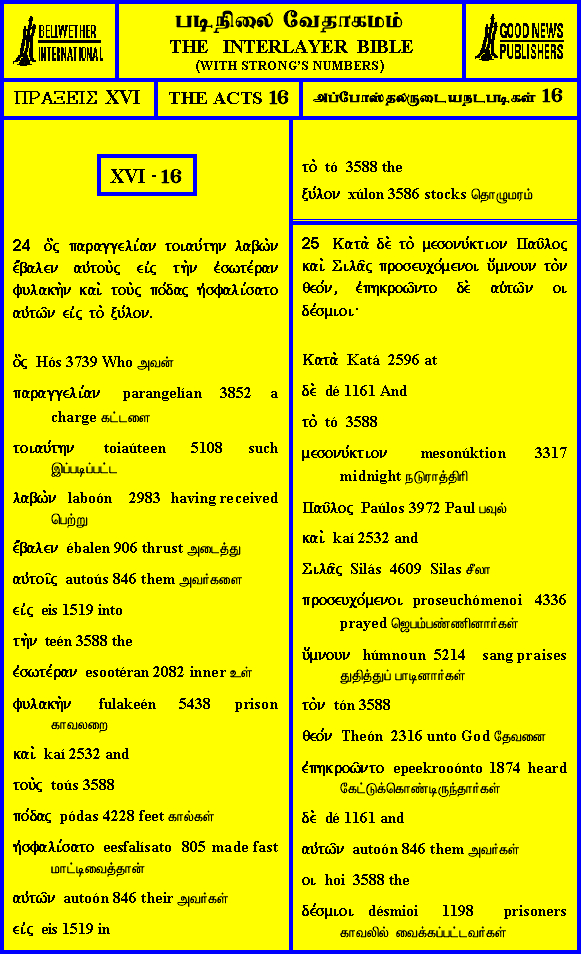 BELLWETHER
INTERNATIONAL
படிநிலை வேதாகமம்
THE INTERLAYER BIBLE
(WITH STRONG'S NUMBERS)
GOOD NEWS
PUBLISHERS
ΠΡΑΞΕΙΣ XVI
THE ACTS 16
அப்போஸ்தலருடையநடபடிகள் 16
XVI - 16
24 ὃς παραγγελίαν τοιαύτην λαβὼν
ἔβαλεν αὐτοὺς εἰς τὴν ἐσωτέραν
φυλακὴν καὶ τοὺς πόδας ἠσφαλίσατο
αὐτῶν εἰς τὸ ξύλον.
ὃς Hós 3739 Who அவன்
παραγγελίαν parangelían 3852 a
charge கட்டளை
τοιαύτην toiaúteen 5108 such
இப்படிப்பட்ட
λαβὼν laboón 2983 having received
பெற்று
ἔβαλεν ébalen 906 thrust அடைத்து
αὐτοῖς autoús 846 them அவர்களை
εἰς eis 1519 into
τὴν teén 3588 the
ἐσωτέραν esootéran 2082 inner உள்
φυλακὴν fulakeén 5438 prison
காவலறை
καὶ kaí 2532 and
τοὺς toús 3588
πόδας pódas 4228 feet கால்கள்
ἠσφαλίσατο eesfalísato 805 made fast
மாட்டிவைத்தான்
αὐτῶν autoón 846 their அவர்கள்
εἰς eis 1519 in
τὸ tó 3588 the
ξύλον xúlon 3586 stocks தொழுமரம்
25 Κατὰ δὲ τὸ μεσονύκτιον Παῦλος
καὶ Σιλᾶς προσευχόμενοι ὕμνουν τὸν
θεόν, ἐπηκροῶντο δὲ αὐτῶν οι
δέσμιοι·
Κατὰ Katá 2596 at
δὲ dé 1161 And
τὸ tó 3588
μεσονύκτιον mesonúktion 3317
midnight நடுராத்திரி
Παῦλος Paúlos 3972 Paul பவுல்
καὶ kaí 2532 and
Σιλᾶς Silás 4609 Silas சீலா
προσευχόμενοι proseuchómenoi 4336
prayed ஜெபம்பண்ணினார்கள்
ὕμνουν húmnoun 5214 sang praises
துதித்துப் பாடினார்கள்
τὸν tón 3588
θεόν Theón 2316 unto God தேவனை
ἐπηκροῶντο epeekrooónto 1874 heard
கேட்டுக்கொண்டிருந்தார்கள்
δὲ dé 1161 and
αὐτῶν autoón 846 them அவர்கள்
οι hoi 3588 the
δέσμιοι désmioi 1198 prisoners
காவலில் வைக்கப்பட்டவர்கள்